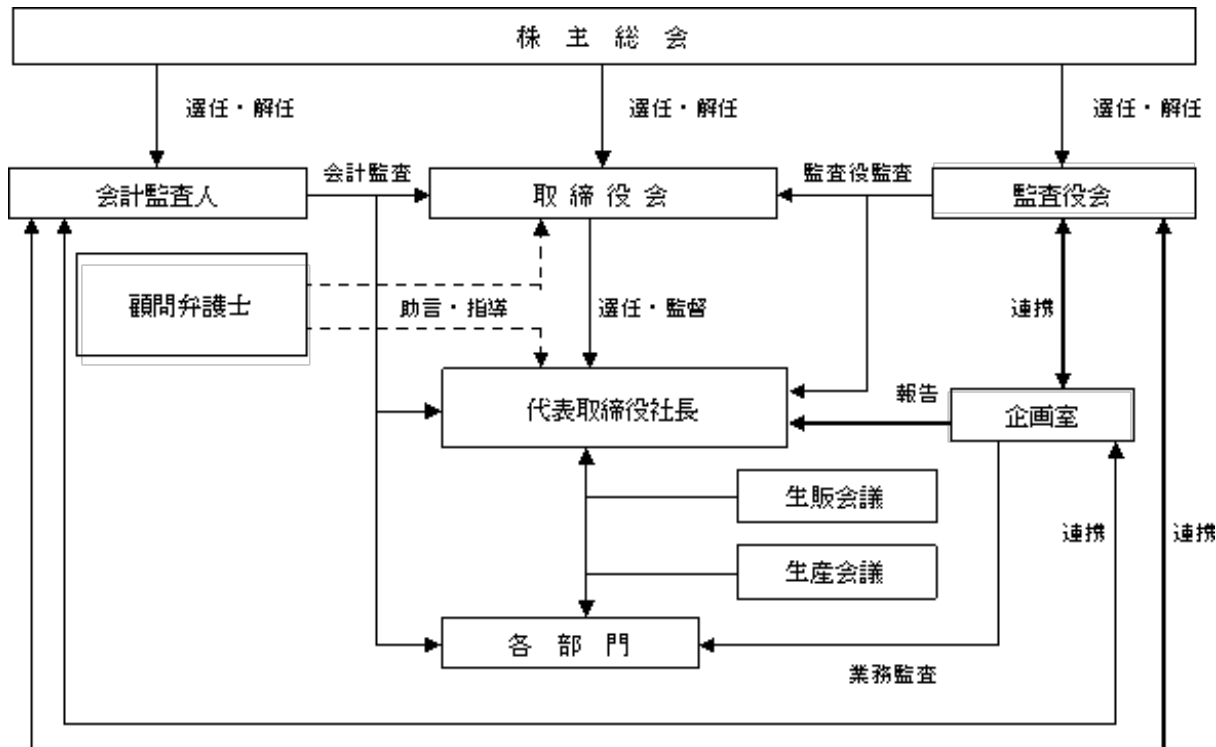 株主総会
選任・解任
選任・解任
選任・解任
会計監査
監査役監査
会計監査人
取締役会
監査役会
顧問弁護士
助言・指導
選任・監督
連携
報告
代表取締役社長
企画室
生販会議
連携
連携
生産会議
各部門
業務監査